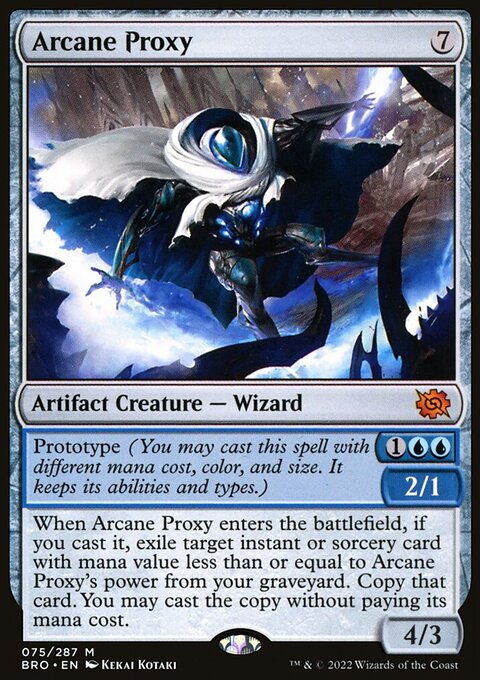 Arcane Proxy 7
Artifact Creature — Wizard
Prototype (You may cast this spell with
different mana cost, color, and size. It
keeps its abilities and types.)
1
2/1
When Arcane Proxy enters the battlefield, if
you cast it, exile target instant or sorcery card
with mana value less than or equal to Arcane
Proxy's power from your graveyard. Copy that
card. You may cast the copy without paying its
mana cost.
4/3
075/287 M
BRO • EN Kekai Kotaki
™ & © 2022 Wizards of the Coast